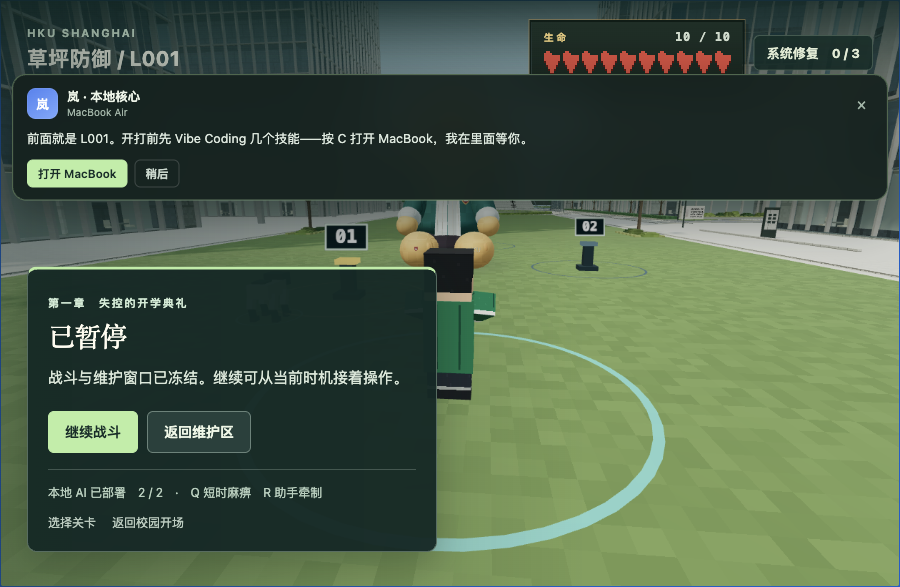 HKU SHANGHAI
草坪防御 / L001
生命 10 / 10
系统修复 0 / 3
岚
岚 · 本地核心
MacBook Air
×
前面就是 L001。开打前先 Vibe Coding 几个技能——按 C 打开 MacBook，我在里面等你。
打开 MacBook
稍后
01
02
第一章 失控的开学典礼
已暂停
战斗与维护窗口已冻结。继续可从当前时机接着操作。
继续战斗
返回维护区
本地 AI 已部署 2 / 2 · Q 短时麻痹 R 助手牵制
选择关卡 返回校园开场